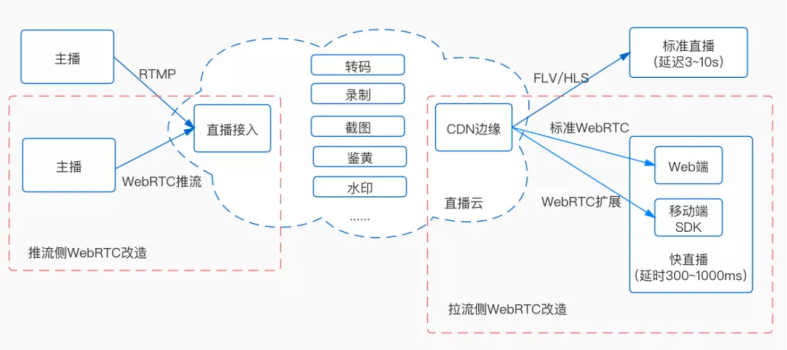 主播
RTMP
主播
WebRTC推流
直播接入
推流侧WebRTC改造
转码
录制
截图
鉴黄
水印
......
直播云
CDN边缘
FLV/HLS
标准直播
(延迟3~10s)
标准WebRTC
WebRTC扩展
Web端
移动端
SDK
快直播
(延时300~1000ms)
拉流侧WebRTC改造